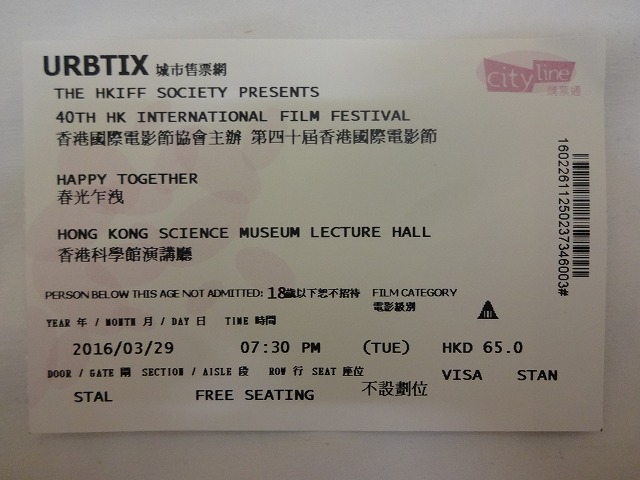 URBTIX 城市售票網
cityline
城票通
THE HKIFF SOCIETY PRESENTS
40TH HK INTERNATIONAL FILM FESTIVAL
香港國際電影節協會主辦 第四十屆香港國際電影節
HAPPY TOGETHER
春光乍洩
HONG KONG SCIENCE MUSEUM LECTURE HALL
香港科學館演講廳
160226112502373460003#
PERSON BELOW THIS AGE NOT ADMITTED: 18歲以下恕不招待 FILM CATEGORY
電影級別
YEAR 年 / MONTH 月 / DAY 日 TIME 時間
2016/03/29 07:30 PM (TUE) HKD 65.0
DOOR / GATE 閘 SECTION / AISLE 段 ROW 行 SEAT 座位 VISA STAN
STAL FREE SEATING 不設劃位